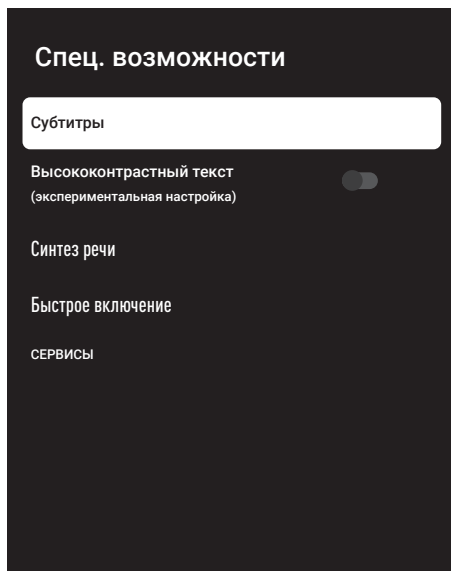 Спец. возможности
Субтитры
Высококонтрастный текст
(экспериментальная настройка)
Синтез речи
Быстрое включение
СЕРВИСЫ